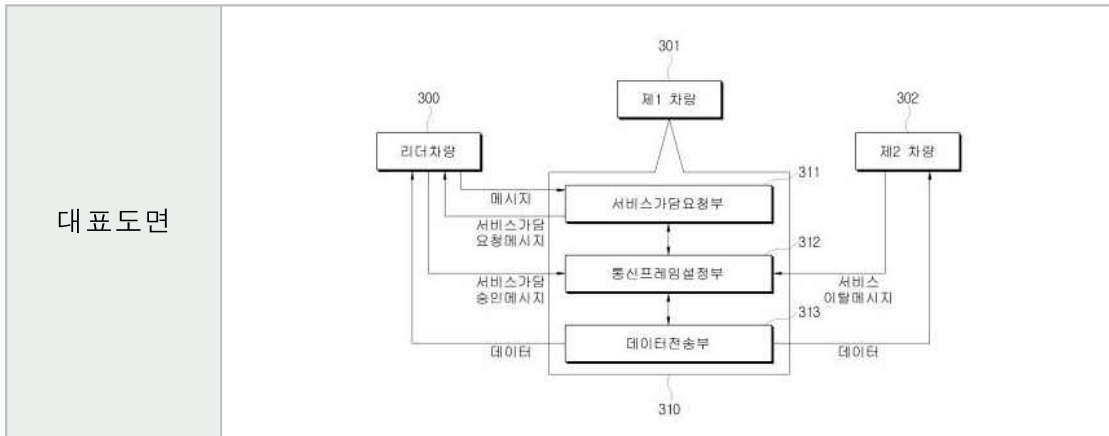 대표도면
301
제1 차량
300
리더차량
302
제2 차량
311
서비스가담요청부
메시지
서비스가담
요청메시지
312
통신프레임설정부
서비스가담
승인메시지
서비스
이탈메시지
313
데이터전송부
데이터
데이터
310